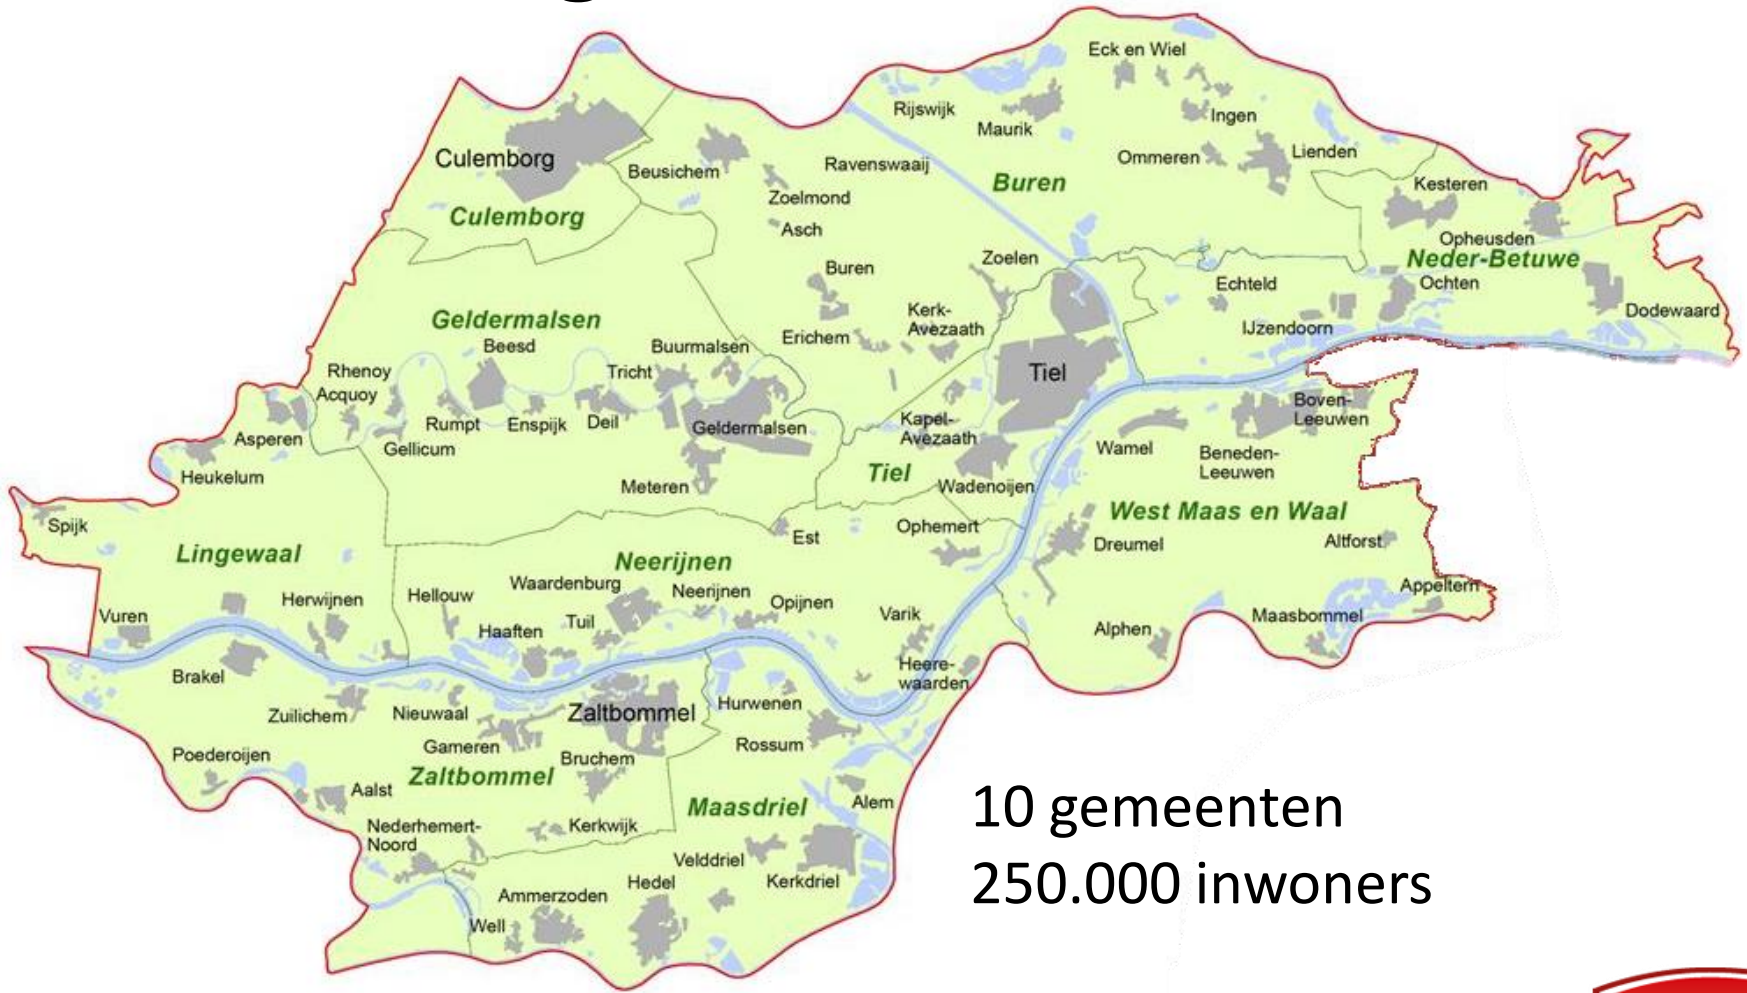 Eck en Wiel
Rijswijk
Maurik
Ingen
Culemborg
Beusichem
Ravenswaaij
Ommeren
Lienden
Buren
Kesteren
Zoelmond
Culemborg
Asch
Opheusden
Neder-Betuwe
Buren
Zoelen
Echteld
Ochten
Geldermalsen
Kerk-
Avezaath
Dodewaard
Beesd
Buurmalsen
Erichem
IJzendoorn
Rhenoy
Tricht
Tiel
Acquoy
Rumpt
Enspijk
Deil
Geldermalsen
Kapel-
Avezaath
Boven-
Leeuwen
Asperen
Gellicum
Wamel
Beneden-
Leeuwen
Heukelum
Meteren
Tiel
Wadenoijen
West Maas en Waal
Spijk
Est
Ophemert
Dreumel
Altforst
Lingewaal
Neerijnen
Waardenburg
Neerijnen
Appeltern
Vuren
Herwijnen
Hellouw
Tuil
Opijnen
Varik
Maasbommel
Haaften
Alphen
Brakel
Heere-
waarden
Zuilichem
Nieuwaal
Zaltbommel
Hurwenen
Gameren
Rossum
Poederoijen
Bruchem
Zaltbommel
Aalst
Maasdriel
Alem
10 gemeenten
Nederhemert-
Noord
Kerkwijk
Velddriel
Kerkdriel
250.000 inwoners
Ammerzoden
Hedel
Well